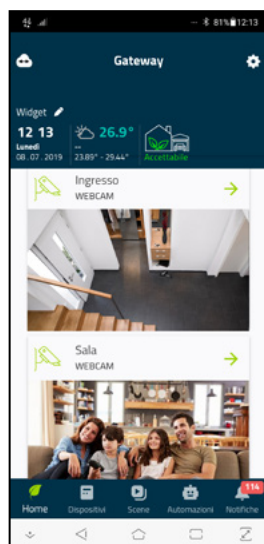 81% 12:13
Gateway
Widget
12 13
Lunedì
08.07.2019
26.9°
--
23.89° - 29.44°
Accettabile
Ingresso
WEBCAM
Sala
WEBCAM
114
Home
Dispositivi
Scene
Automazioni
Notifiche